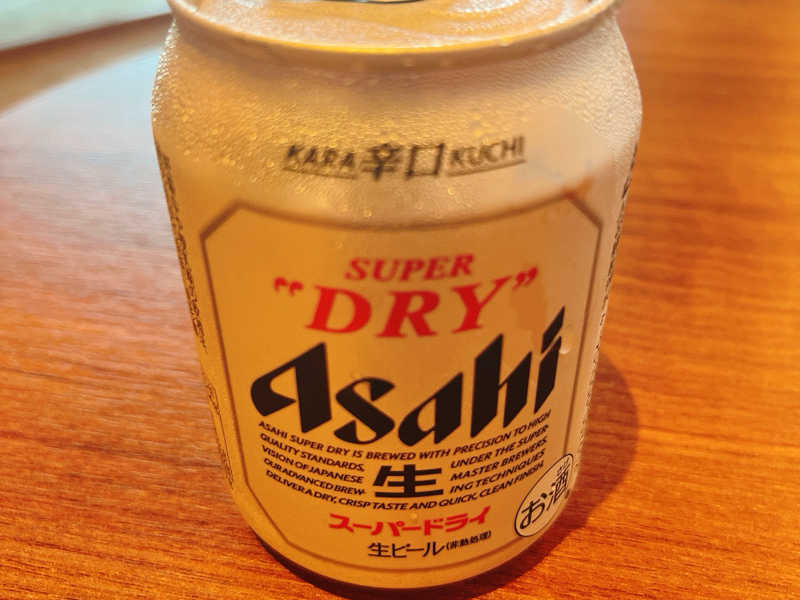 KARA 辛口 KUCHI
SUPER
"DRY"
Asahi
ASAHI SUPER DRY IS BREWED WITH PRECISION TO HIGH
QUALITY STANDARDS, UNDER THE SUPER-
VISION OF JAPANESE MASTER BREWERS.
OUR ADVANCED BREW- ING TECHNIQUES
DELIVER A DRY, CRISP TASTE AND QUICK, CLEAN FINISH.
生
スーパードライ
生ビール(非熱処理)
お酒